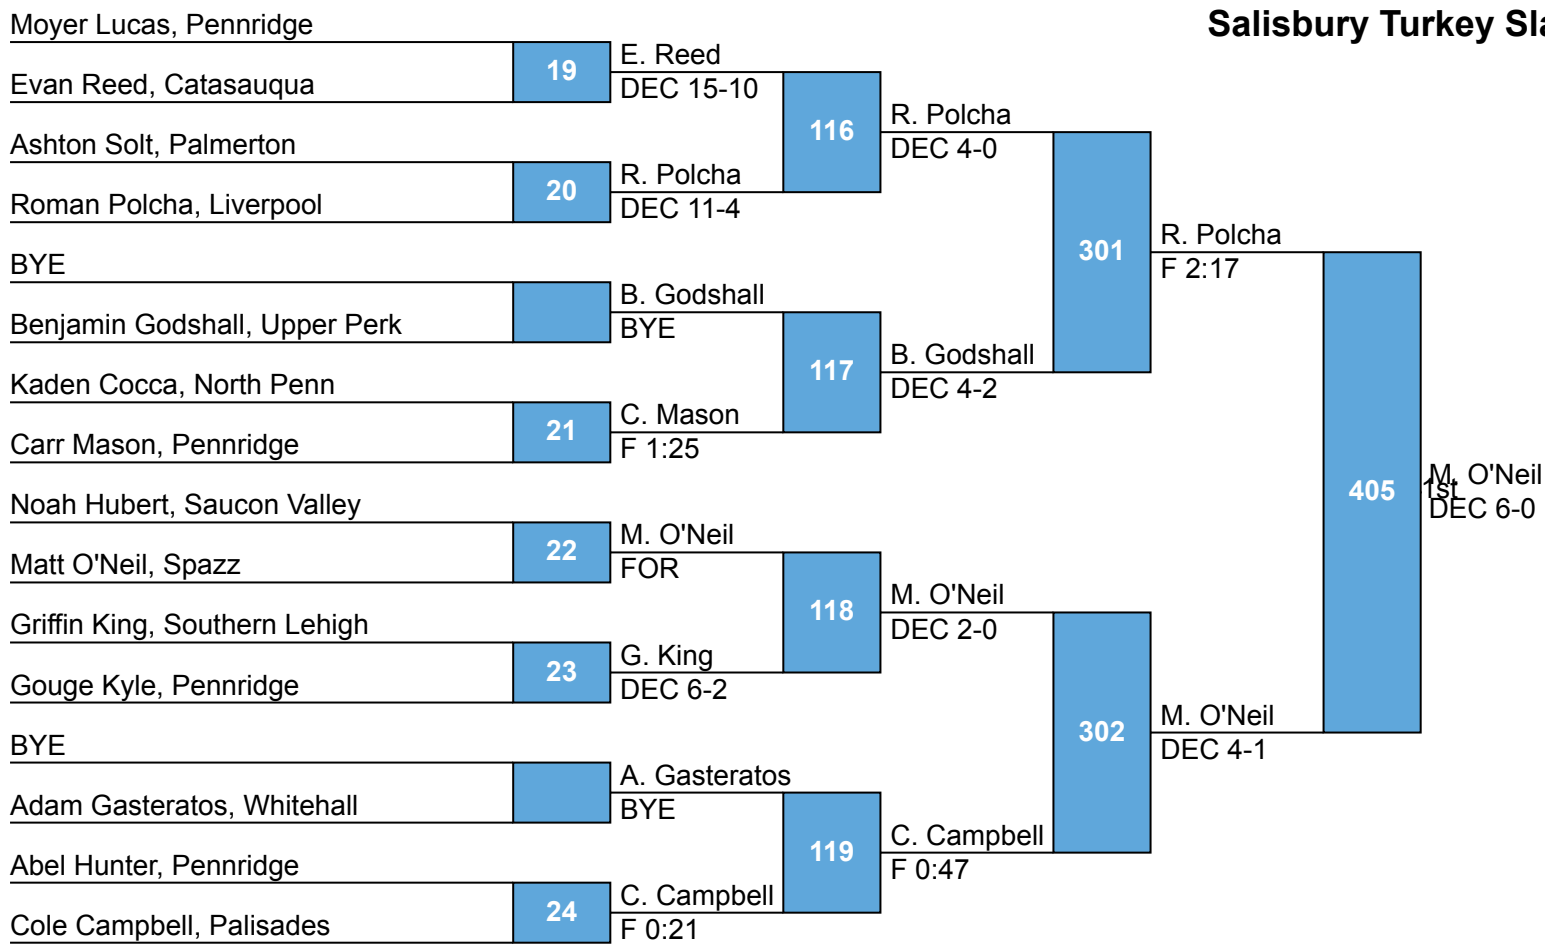 Salisbury Turkey Sla
Moyer Lucas, Pennridge
19
Evan Reed, Catasauqua
E. Reed
DEC 15-10
116
Ashton Solt, Palmerton
20
Roman Polcha, Liverpool
R. Polcha
DEC 11-4
R. Polcha
DEC 4-0
301
BYE
Benjamin Godshall, Upper Perk
B. Godshall
BYE
117
Kaden Cocca, North Penn
21
Carr Mason, Pennridge
C. Mason
F 1:25
B. Godshall
DEC 4-2
R. Polcha
F 2:17
405
Noah Hubert, Saucon Valley
22
Matt O'Neil, Spazz
M. O'Neil
FOR
118
Griffin King, Southern Lehigh
23
Gouge Kyle, Pennridge
G. King
DEC 6-2
M. O'Neil
DEC 2-0
302
BYE
Adam Gasteratos, Whitehall
A. Gasteratos
BYE
119
Abel Hunter, Pennridge
24
Cole Campbell, Palisades
C. Campbell
F 0:21
C. Campbell
F 0:47
M. O'Neil
DEC 4-1
M. O'Neil
1st
DEC 6-0